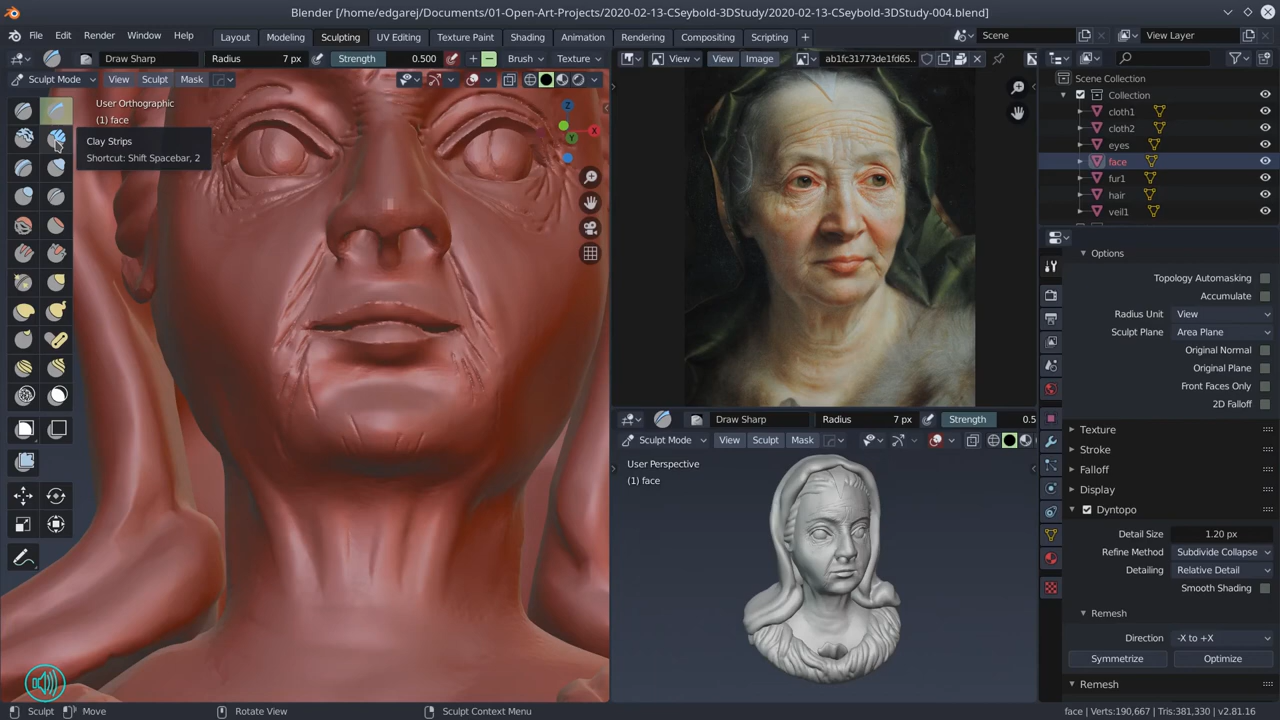 Blender [/home/edgarej/Documents/01-Open-Art-Projects/2020-02-13-CSeybold-3DStudy/2020-02-13-CSeybold-3DStudy-004.blend]
File Edit Render Window Help Layout Modeling Sculpting UV Editing Texture Paint Shading Animation Rendering Compositing Scripting + Scene View Layer
Draw Sharp Radius 7 px Strength 0.500 Brush Texture
View View Image ab1fc31773de1fd65..
Sculpt Mode View Sculpt Mask
User Orthographic
(1) face
Clay Strips
Shortcut: Shift Spacebar, 2
Scene Collection
Collection
cloth1
cloth2
eyes
face
fur1
hair
veil1
Options
Topology Automasking
Accumulate
Radius Unit View
Sculpt Plane Area Plane
Original Normal
Original Plane
Front Faces Only
2D Falloff
Draw Sharp Radius 7 px Strength 0.5
Sculpt Mode View Sculpt Mask
User Perspective
(1) face
Texture
Stroke
Falloff
Display
Dyntopo
Detail Size 1.20 px
Refine Method Subdivide Collapse
Detailing Relative Detail
Smooth Shading
Remesh
Direction -X to +X
Symmetrize Optimize
Remesh
Sculpt Move Rotate View Sculpt Context Menu face | Verts:190,667 | Tris:381,330 | v2.81.16
X
Y
Z